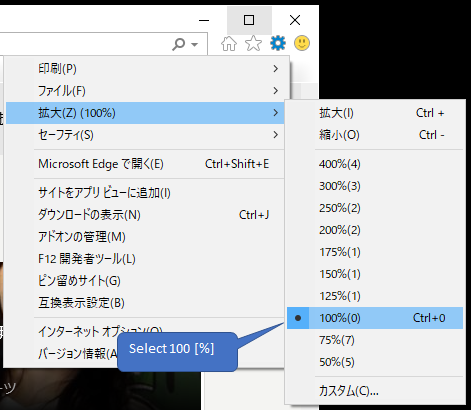 印刷(P)
ファイル(F)
拡大(Z) (100%)
セーフティ(S)
Microsoft Edge で開く(E) Ctrl+Shift+E
サイトをアプリ ビューに追加(I)
ダウンロードの表示(N) Ctrl+J
アドオンの管理(M)
F12 開発者ツール(L)
ピン留めサイト(G)
互換表示設定(B)
インターネット オプション(O)
バージョン情報(A)
拡大(I) Ctrl +
縮小(O) Ctrl -
400%(4)
300%(3)
250%(2)
200%(2)
175%(1)
150%(1)
125%(1)
100%(0) Ctrl+0
75%(7)
50%(5)
カスタム(C)...
Select 100 [%]